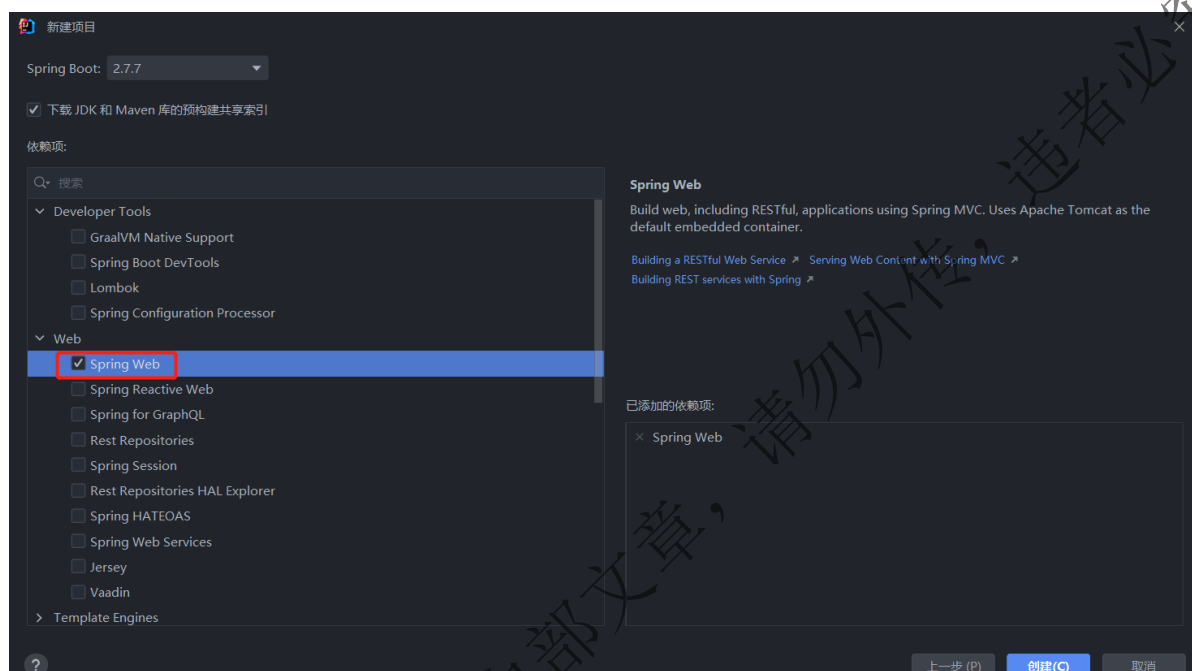 新建项目
Spring Boot: 2.7.7
下载 JDK 和 Maven 库的预构建共享索引
依赖项:
搜索
Developer Tools
GraalVM Native Support
Spring Boot DevTools
Lombok
Spring Configuration Processor
Web
Spring Web
Spring Reactive Web
Spring for GraphQL
Rest Repositories
Spring Session
Rest Repositories HAL Explorer
Spring HATEOAS
Spring Web Services
Jersey
Vaadin
Template Engines
Spring Web
Build web, including RESTful, applications using Spring MVC. Uses Apache Tomcat as the
default embedded container.
Building a RESTful Web Service Serving Web Content with Spring MVC
Building REST services with Spring
已添加的依赖项:
Spring Web
?
上一步 (P) 创建(C) 取消
部文章，请勿外传，违者必